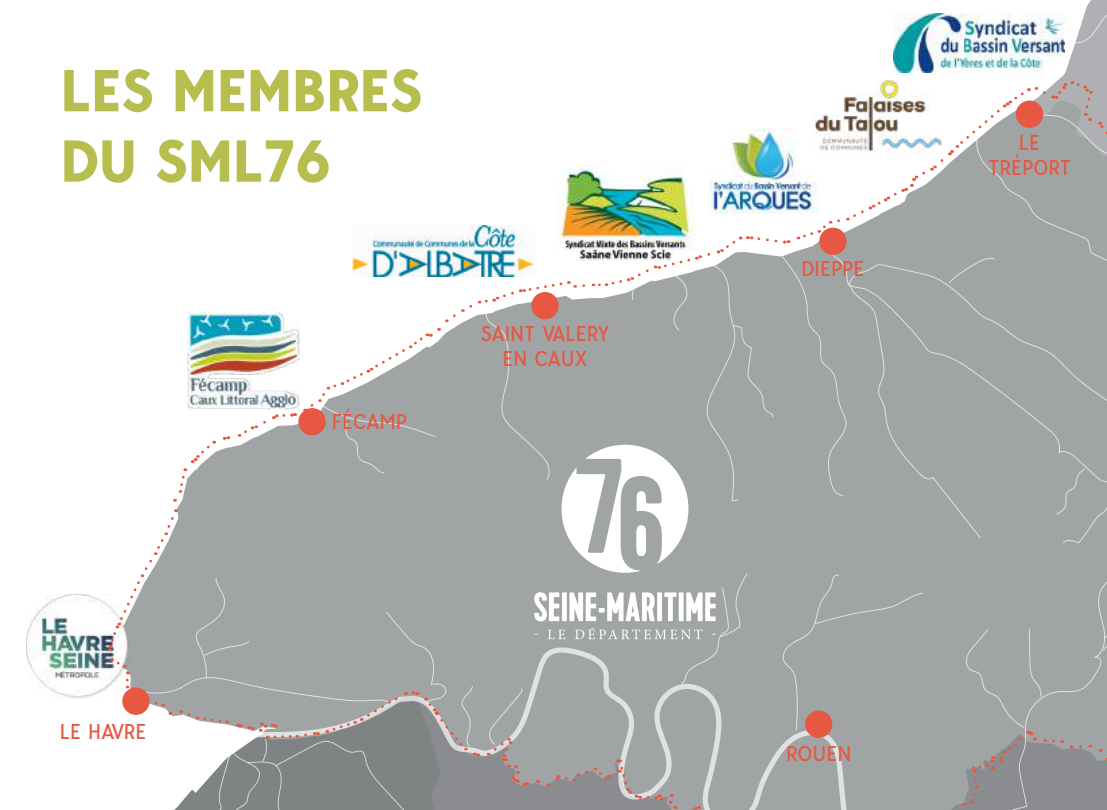 LES MEMBRES
DU SML76
Syndicat
du Bassin Versant
de l'Yères et de la Côte
Falaises
du Talou
COMMUNAUTÉ
DE COMMUNES
LE
TRÉPORT
Syndicat du Bassin Versant de
l'ARQUES
Syndicat Mixte des Bassins Versants
Saâne Vienne Scie
Communauté de Communes de la Côte
D'ALBATRE
DIEPPE
SAINT VALERY
EN CAUX
Fécamp
Caux Littoral Agglo
FÉCAMP
76
SEINE-MARITIME
- LE DÉPARTEMENT -
LE
HAVRE
SEINE
MÉTROPOLE
LE HAVRE
ROUEN